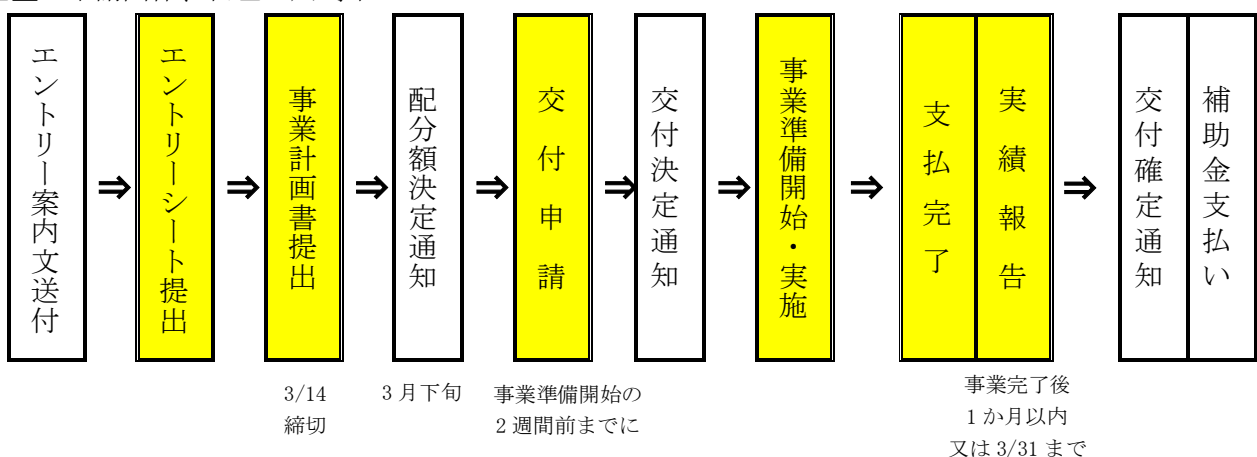 エントリー案内文送付
⇒
エントリーシート提出
⇒
事業計画書提出
⇒
配分額決定通知
⇒
交付申請
⇒
交付決定通知
⇒
事業準備開始・実施
⇒
支払完了
実績報告
⇒
交付確定通知
補助金支払い
3/14
締切
3月下旬
事業準備開始の
2週間前までに
事業完了後
1か月以内
又は3/31まで